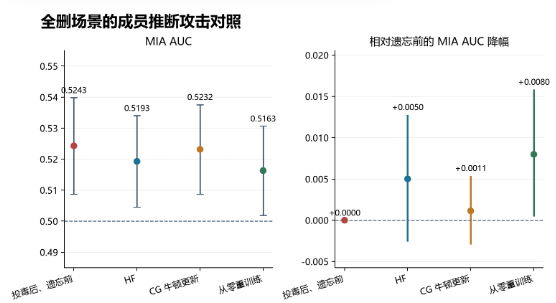 全删场景的成员推断攻击对照
MIA AUC
0.55
0.54
0.53
0.52
0.51
0.50
0.49
0.5243
0.5193
0.5232
0.5163
投毒后、遗忘前
HF
CG 牛顿更新
从零重训练
相对遗忘前的 MIA AUC 降幅
0.020
0.015
0.010
0.005
0.000
-0.005
+0.0000
+0.0050
+0.0011
+0.0080
投毒后、遗忘前
HF
CG 牛顿更新
从零重训练